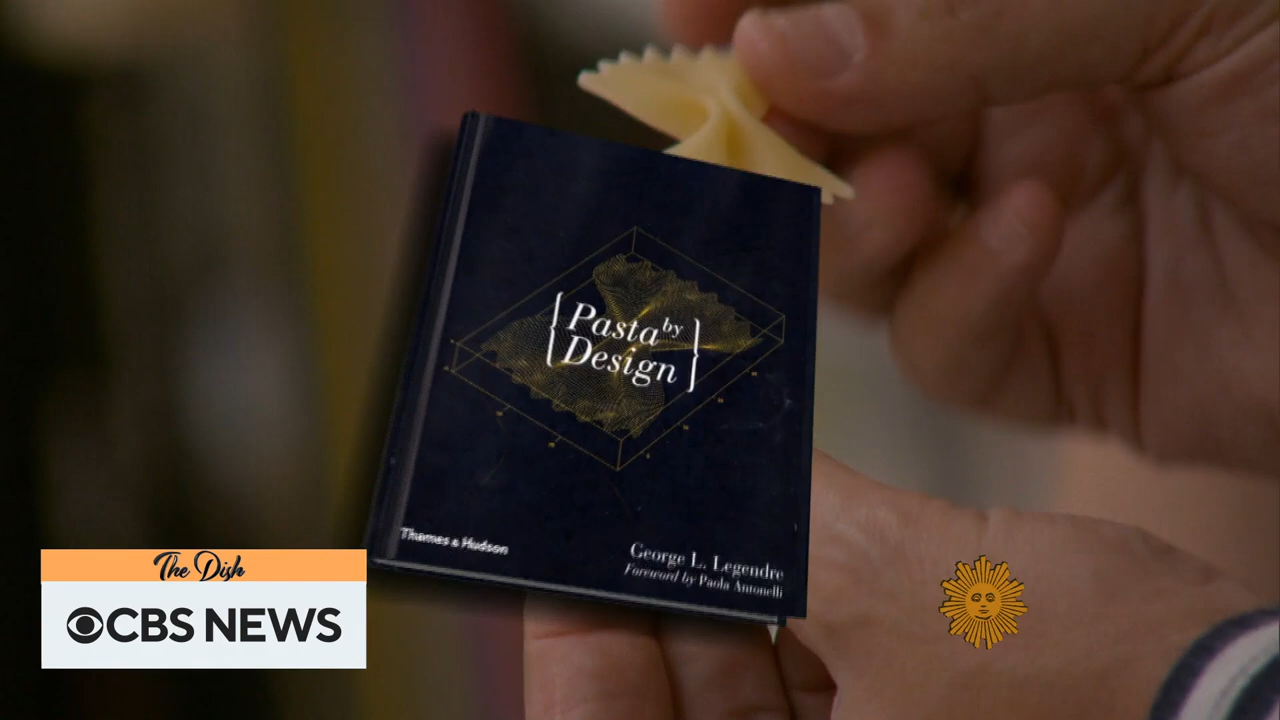 {Pasta by
Design}
Thames & Hudson
George L. Legendre
Foreword by Paola Antonelli
The Dish
CBS NEWS